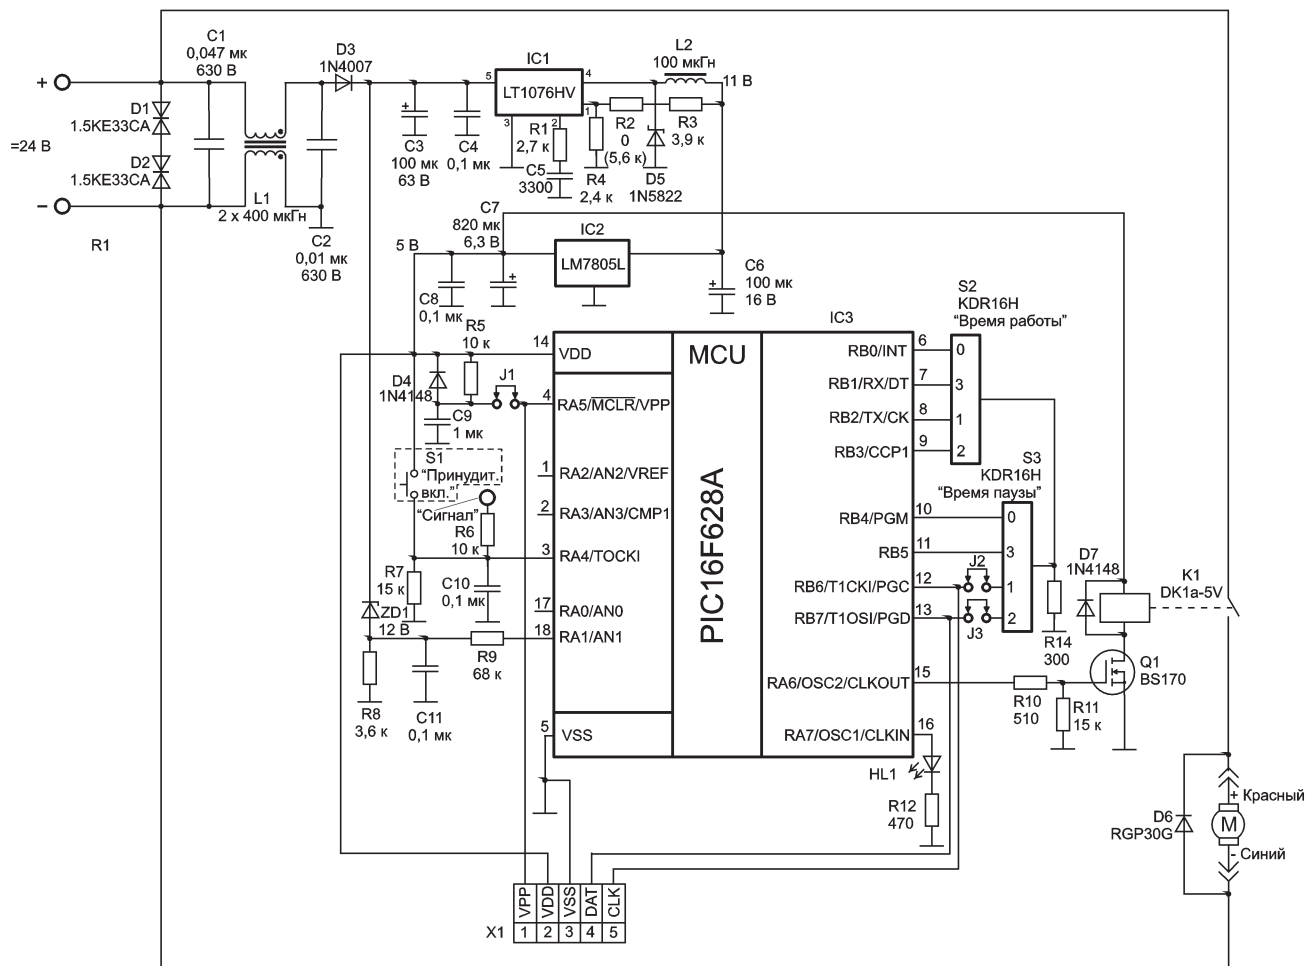 C1
0,047 мк
630 В
D3
1N4007
IC1
LT1076HV
5
4
1
3
2
L2
100 мкГн
11 В
+
=24 В
–
D1
1.5KE33CA
D2
1.5KE33CA
L1
2 x 400 мкГн
R1
C2
0,01 мк
630 В
+
C3
100 мк
63 В
C4
0,1 мк
R1
2,7 к
C5
3300
R2
0
(5,6 к)
R3
3,9 к
R4
2,4 к
D5
1N5822
C7
820 мк
6,3 В
+
5 В
IC2
LM7805L
C8
0,1 мк
+
C6
100 мк
16 В
S2
KDR16H
“Время работы”
IC3
MCU
PIC16F628A
14
VDD
4
RA5/MCLR/VPP
1
RA2/AN2/VREF
2
RA3/AN3/CMP1
3
RA4/TOCKI
17
RA0/AN0
18
RA1/AN1
5
VSS
RB0/INT
6
0
RB1/RX/DT
7
3
RB2/TX/CK
8
1
RB3/CCP1
9
2
S3
KDR16H
“Время паузы”
RB4/PGM
10
0
RB5
11
3
RB6/T1CKI/PGC
12
J2
1
RB7/T1OSI/PGD
13
J3
2
RA6/OSC2/CLKOUT
15
RA7/OSC1/CLKIN
16
R5
10 к
D4
1N4148
J1
C9
1 мк
S1
“Принудит.
вкл.”
“Сигнал”
R6
10 к
R7
15 к
C10
0,1 мк
ZD1
12 В
R9
68 к
R8
3,6 к
C11
0,1 мк
D7
1N4148
K1
DK1a-5V
R14
300
R10
510
R11
15 к
Q1
BS170
HL1
R12
470
D6
RGP30G
+
Красный
M
-
Синий
VPP
VDD
VSS
DAT
CLK
X1
1
2
3
4
5